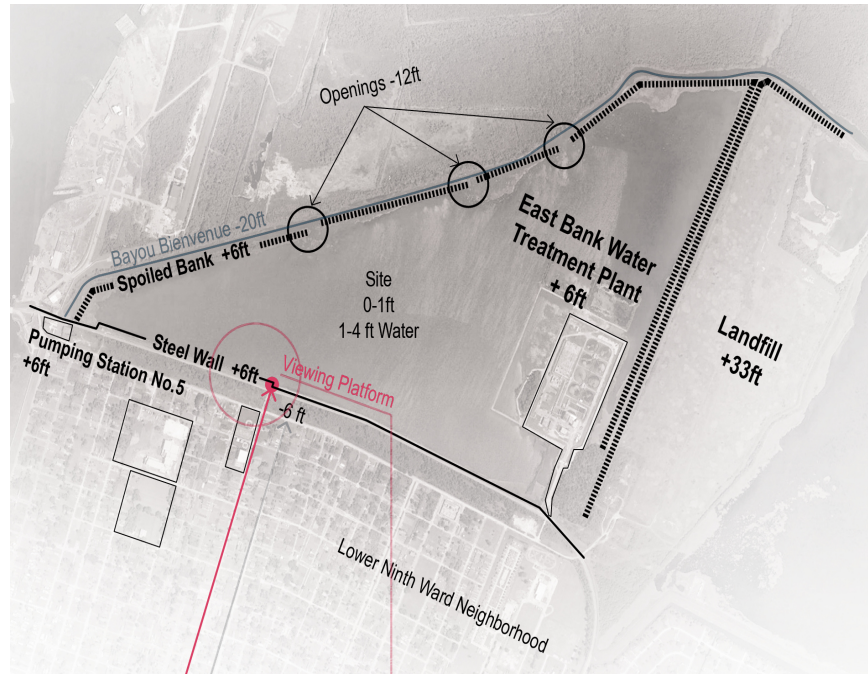 Openings -12ft
Bayou Bienvenue -20ft
Spoiled Bank +6ft
East Bank Water
Treatment Plant
+ 6ft
Site
0-1ft
1-4 ft Water
Landfill
+33ft
Pumping Station No.5
+6ft
Steel Wall +6ft
Viewing Platform
-6 ft
Lower Ninth Ward Neighborhood